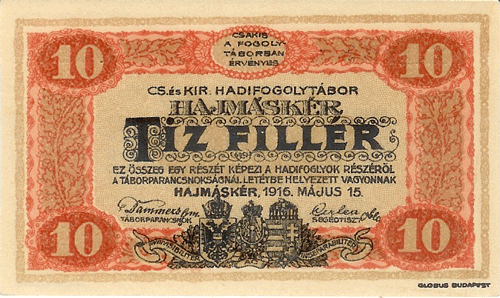 CSAKIS
A FOGOLY
TÁBORBAN
ÉRVÉNYES
10 10
CS. és KIR. HADIFOGOLYTÁBOR
HAJMÁSKÉR
TÍZ FILLÉR
EZ ÖSSZEG EGY RÉSZÉT KÉPEZI A HADIFOGLYOK RÉSZÉRŐL
A TÁBORPARANCSNOKSÁGNÁL LETÉTBE HELYEZETT VAGYONNAK
HAJMÁSKÉR, 1916. MÁJUS 15.
TÁBORPARANCSNOK SEGÉDTISZT
10 10
GLOBUS BUDAPEST